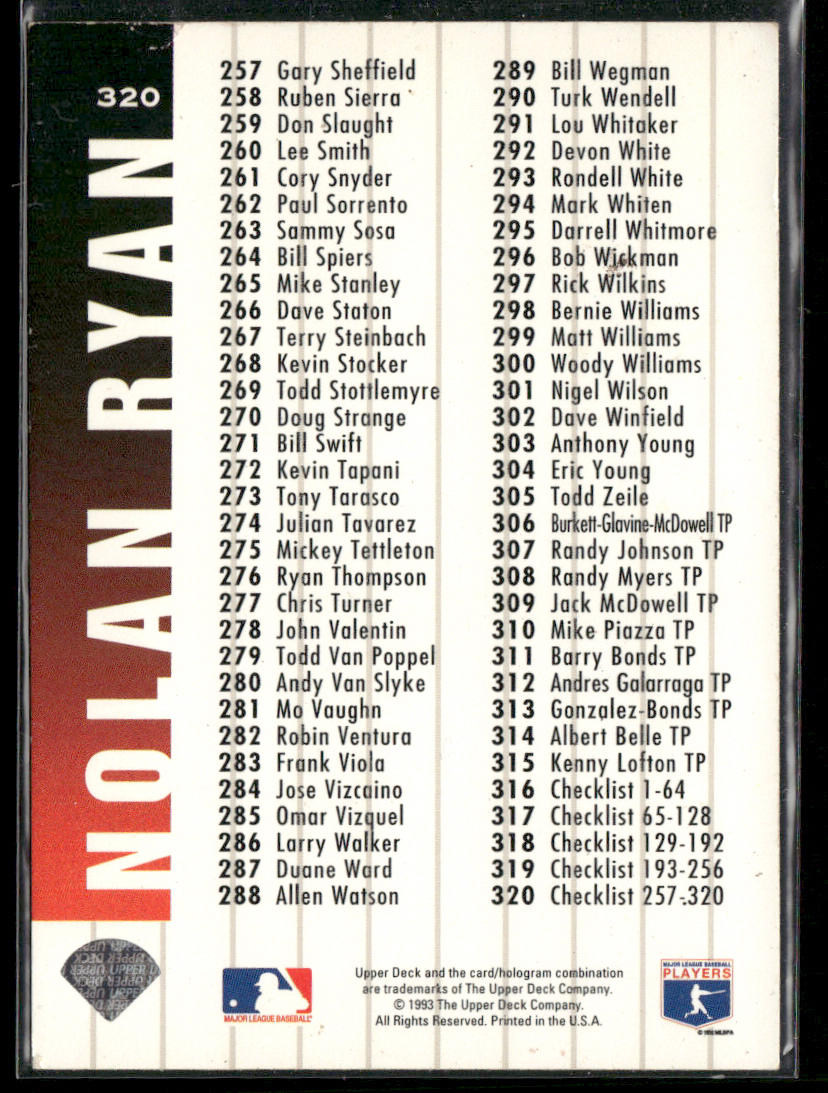 320
NOLAN RYAN
257 Gary Sheffield
258 Ruben Sierra
259 Don Slaught
260 Lee Smith
261 Cory Snyder
262 Paul Sorrento
263 Sammy Sosa
264 Bill Spiers
265 Mike Stanley
266 Dave Staton
267 Terry Steinbach
268 Kevin Stocker
269 Todd Stottlemyre
270 Doug Strange
271 Bill Swift
272 Kevin Tapani
273 Tony Tarasco
274 Julian Tavarez
275 Mickey Tettleton
276 Ryan Thompson
277 Chris Turner
278 John Valentin
279 Todd Van Poppel
280 Andy Van Slyke
281 Mo Vaughn
282 Robin Ventura
283 Frank Viola
284 Jose Vizcaino
285 Omar Vizquel
286 Larry Walker
287 Duane Ward
288 Allen Watson
289 Bill Wegman
290 Turk Wendell
291 Lou Whitaker
292 Devon White
293 Rondell White
294 Mark Whiten
295 Darrell Whitmore
296 Bob Wickman
297 Rick Wilkins
298 Bernie Williams
299 Matt Williams
300 Woody Williams
301 Nigel Wilson
302 Dave Winfield
303 Anthony Young
304 Eric Young
305 Todd Zeile
306 Burkett-Glavine-McDowell TP
307 Randy Johnson TP
308 Randy Myers TP
309 Jack McDowell TP
310 Mike Piazza TP
311 Barry Bonds TP
312 Andres Galarraga TP
313 Gonzalez-Bonds TP
314 Albert Belle TP
315 Kenny Lofton TP
316 Checklist 1-64
317 Checklist 65-128
318 Checklist 129-192
319 Checklist 193-256
320 Checklist 257-320
UPPER D
MAJOR LEAGUE BASEBALL
Upper Deck and the card/hologram combination
are trademarks of The Upper Deck Company.
© 1993 The Upper Deck Company.
All Rights Reserved. Printed in the U.S.A.
MAJOR LEAGUE BASEBALL
PLAYERS